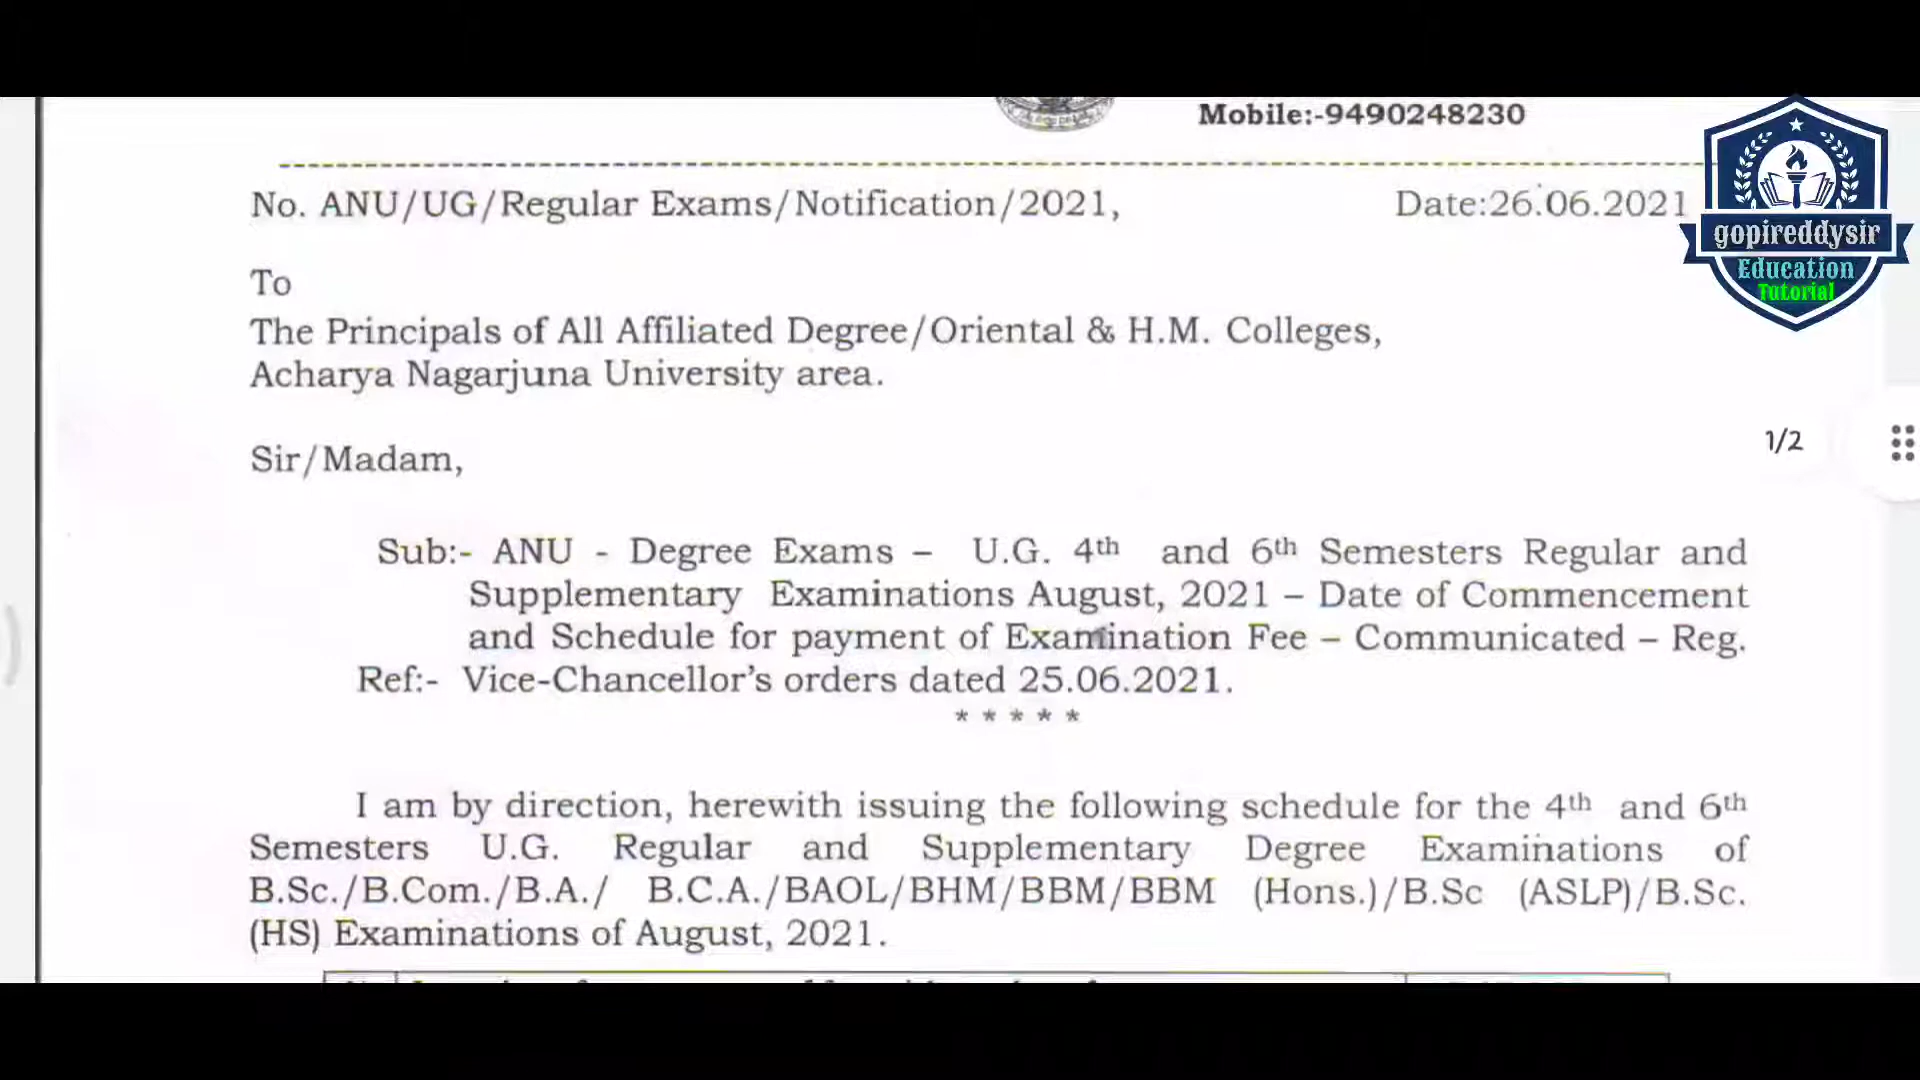 Mobile:-9490248230
No. ANU/UG/Regular Exams/Notification/2021,
Date:26.06.2021
gopireddysir
Education
Tutorial
To
The Principals of All Affiliated Degree/Oriental & H.M. Colleges,
Acharya Nagarjuna University area.
1/2
Sir/Madam,
Sub:- ANU - Degree Exams – U.G. 4th and 6th Semesters Regular and
Supplementary Examinations August, 2021 – Date of Commencement
and Schedule for payment of Examination Fee – Communicated – Reg.
Ref:- Vice-Chancellor's orders dated 25.06.2021.
* * * * *
I am by direction, herewith issuing the following schedule for the 4th and 6th
Semesters U.G. Regular and Supplementary Degree Examinations of
B.Sc./B.Com./B.A./ B.C.A./BAOL/BHM/BBM/BBM (Hons.)/B.Sc (ASLP)/B.Sc.
(HS) Examinations of August, 2021.